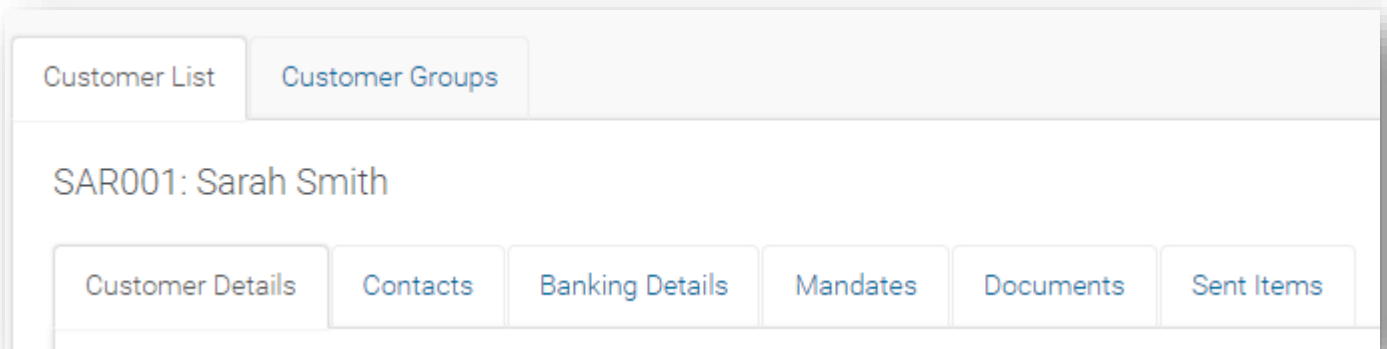 Customer List Customer Groups
SAR001: Sarah Smith
Customer Details Contacts Banking Details Mandates Documents Sent Items